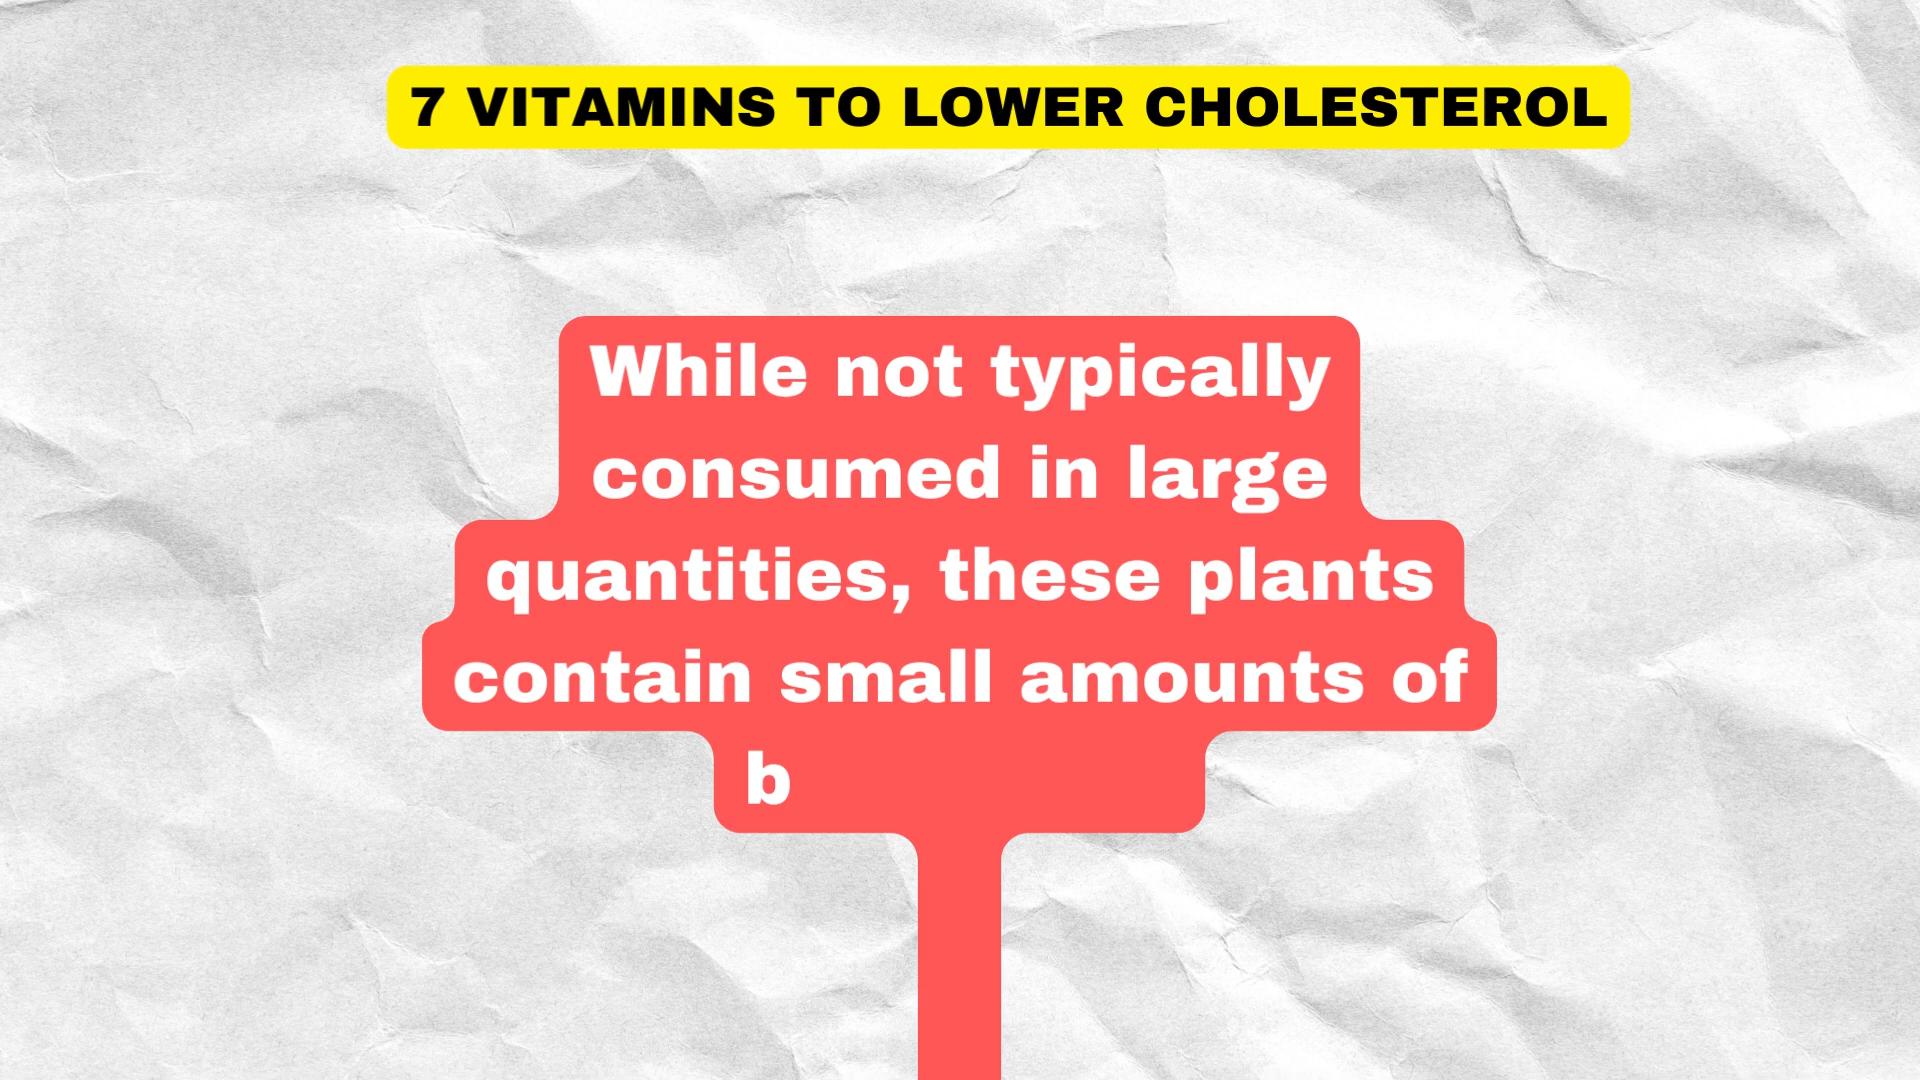 7 VITAMINS TO LOWER CHOLESTEROL
While not typically
consumed in large
quantities, these plants
contain small amounts of
b